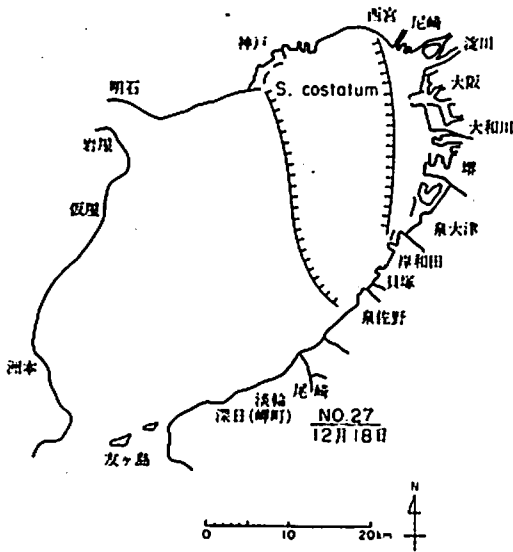 西宮
尼崎
神戸
淀川
S. costatum
大阪
明石
大和川
岩屋
堺
仮屋
泉大津
岸和田
貝塚
泉佐野
洲本
尾崎
淡輪
深日(岬町)
NO.27
12月18日
友ヶ島
N
0 10 20km